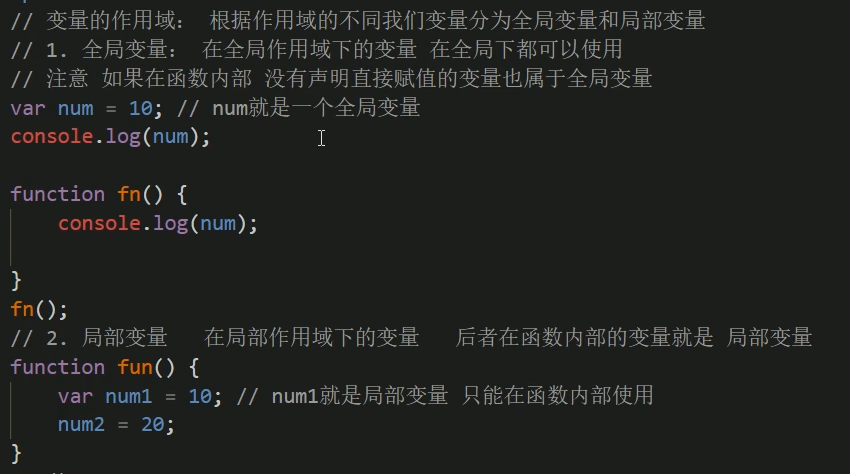 // 变量的作用域： 根据作用域的不同我们变量分为全局变量和局部变量
// 1. 全局变量： 在全局作用域下的变量 在全局下都可以使用
// 注意 如果在函数内部 没有声明直接赋值的变量也属于全局变量
var num = 10; // num就是一个全局变量
console.log(num);
function fn() {
    console.log(num);
}
fn();
// 2. 局部变量   在局部作用域下的变量   后者在函数内部的变量就是 局部变量
function fun() {
    var num1 = 10; // num1就是局部变量 只能在函数内部使用
    num2 = 20;
}